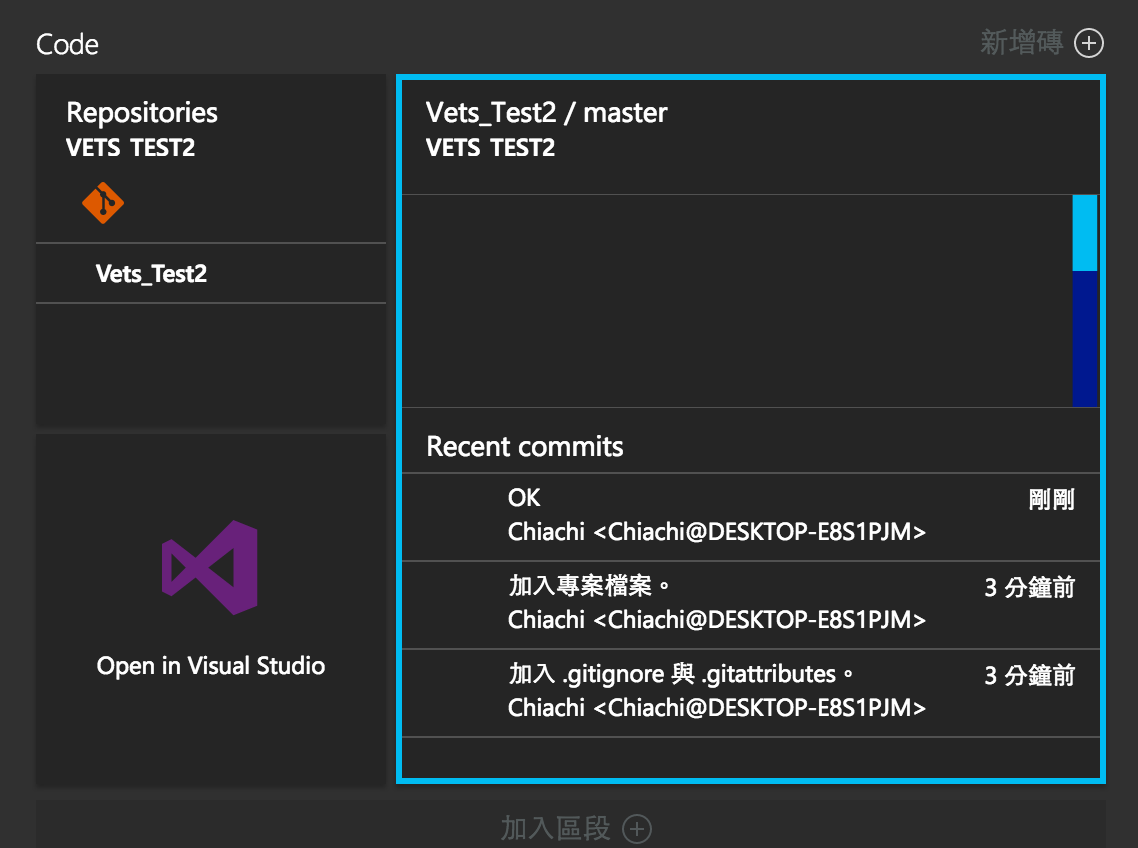 Code
新增磚
Repositories
VETS TEST2
Vets_Test2
Open in Visual Studio
Vets_Test2 / master
VETS TEST2
Recent commits
OK 剛剛
Chiachi <Chiachi@DESKTOP-E8S1PJM>
加入專案檔案。 3 分鐘前
Chiachi <Chiachi@DESKTOP-E8S1PJM>
加入 .gitignore 與 .gitattributes。 3 分鐘前
Chiachi <Chiachi@DESKTOP-E8S1PJM>
加入區段